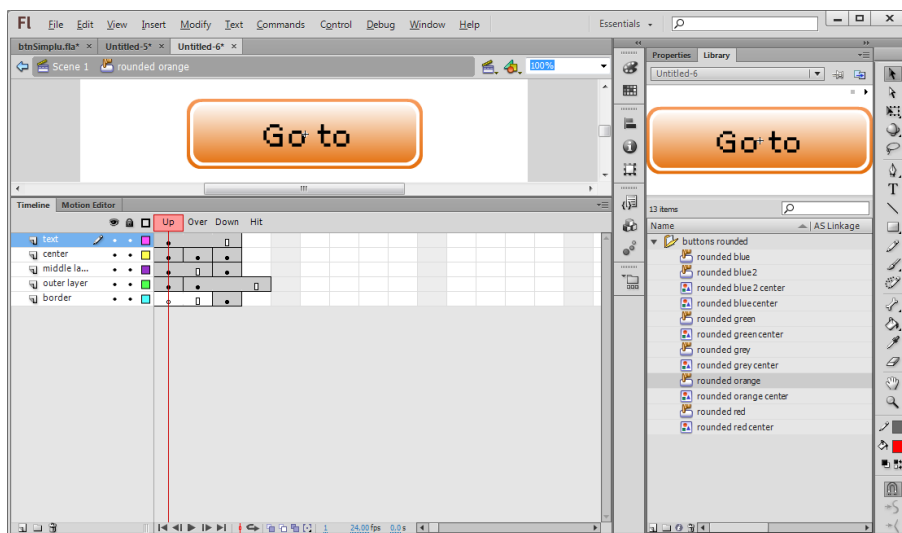 Fl File Edit View Insert Modify Text Commands Control Debug Window Help Essentials
btnSimplu.fla* × Untitled-5* × Untitled-6* ×
Scene 1 rounded orange 100%
Go to
Timeline Motion Editor
Up Over Down Hit
text
center
middle la...
outer layer
border
1 24.00 fps 0.0 s
Properties Library
Untitled-6
Go to
13 items
Name AS Linkage
buttons rounded
rounded blue
rounded blue2
rounded blue 2 center
rounded blue center
rounded green
rounded green center
rounded grey
rounded grey center
rounded orange
rounded orange center
rounded red
rounded red center
T